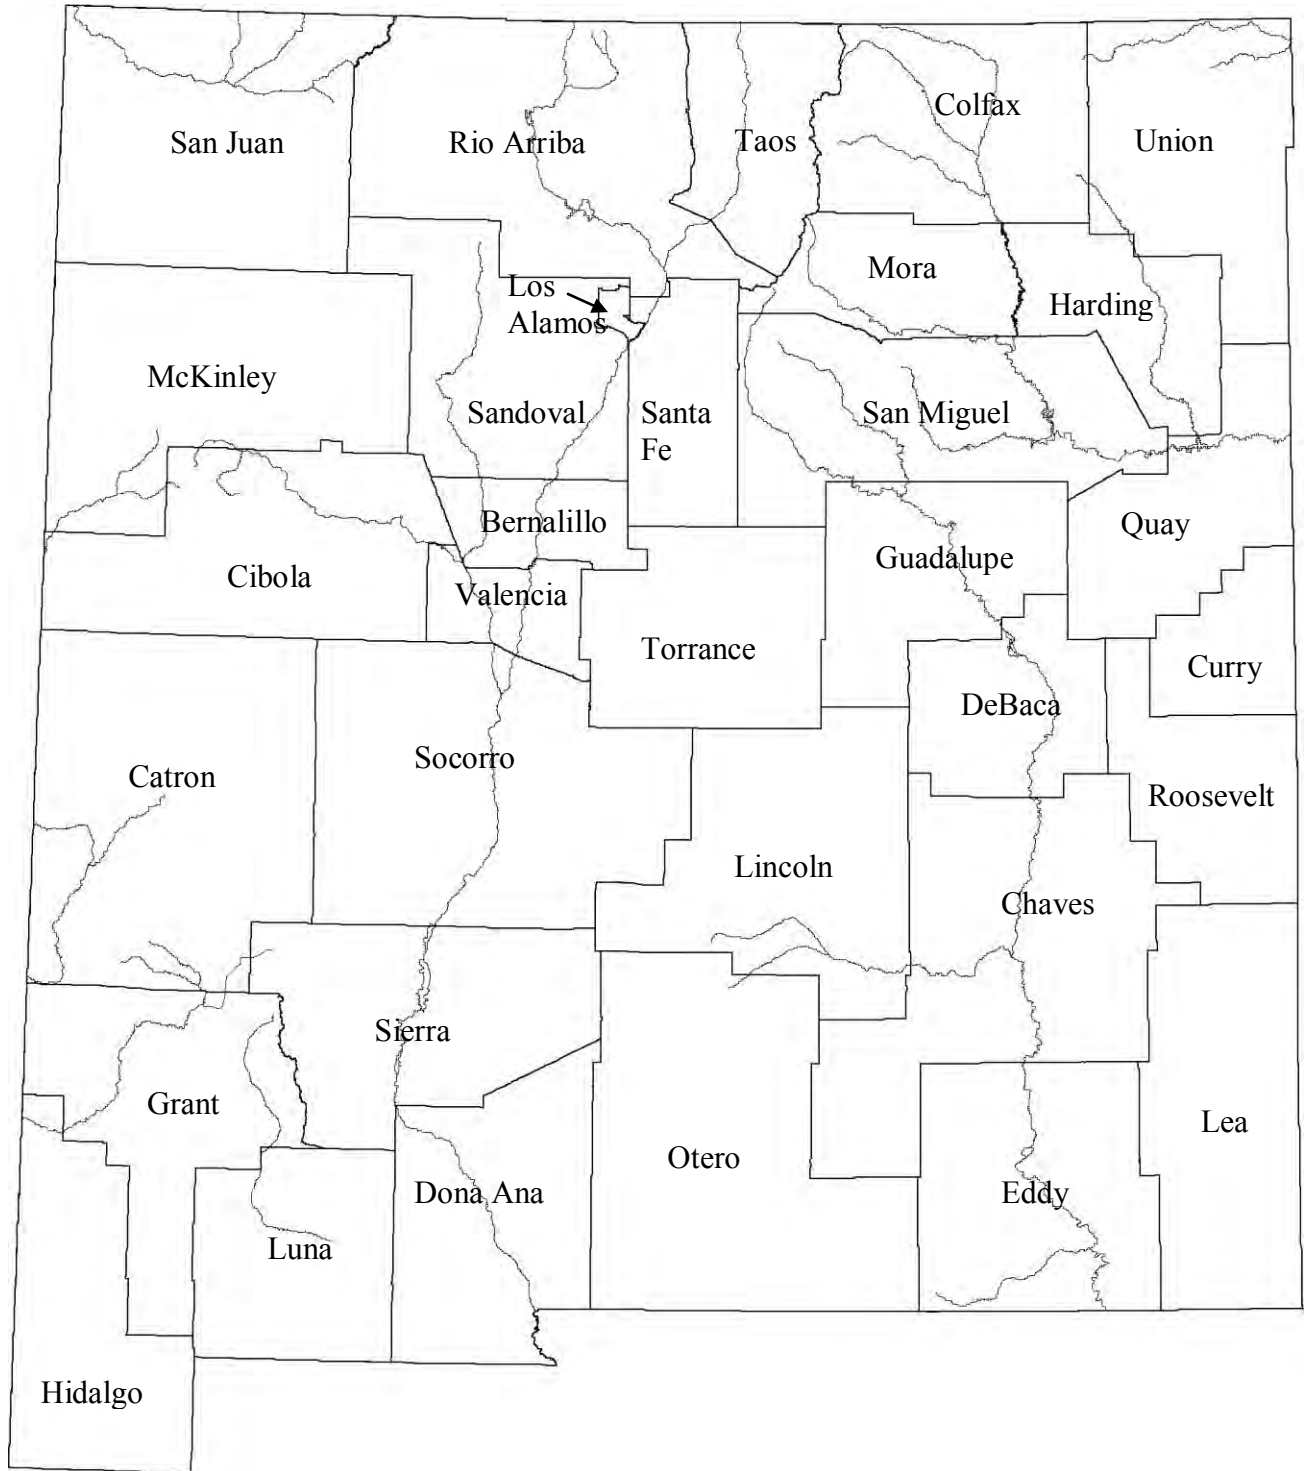 Colfax
San Juan
Rio Arriba
Taos
Union
Mora
Los
Alamos
Harding
McKinley
Sandoval
Santa
Fe
San Miguel
Bernalillo
Quay
Guadalupe
Cibola
Valencia
Torrance
Curry
DeBaca
Socorro
Catron
Roosevelt
Lincoln
Chaves
Sierra
Grant
Lea
Otero
Dona Ana
Eddy
Luna
Hidalgo